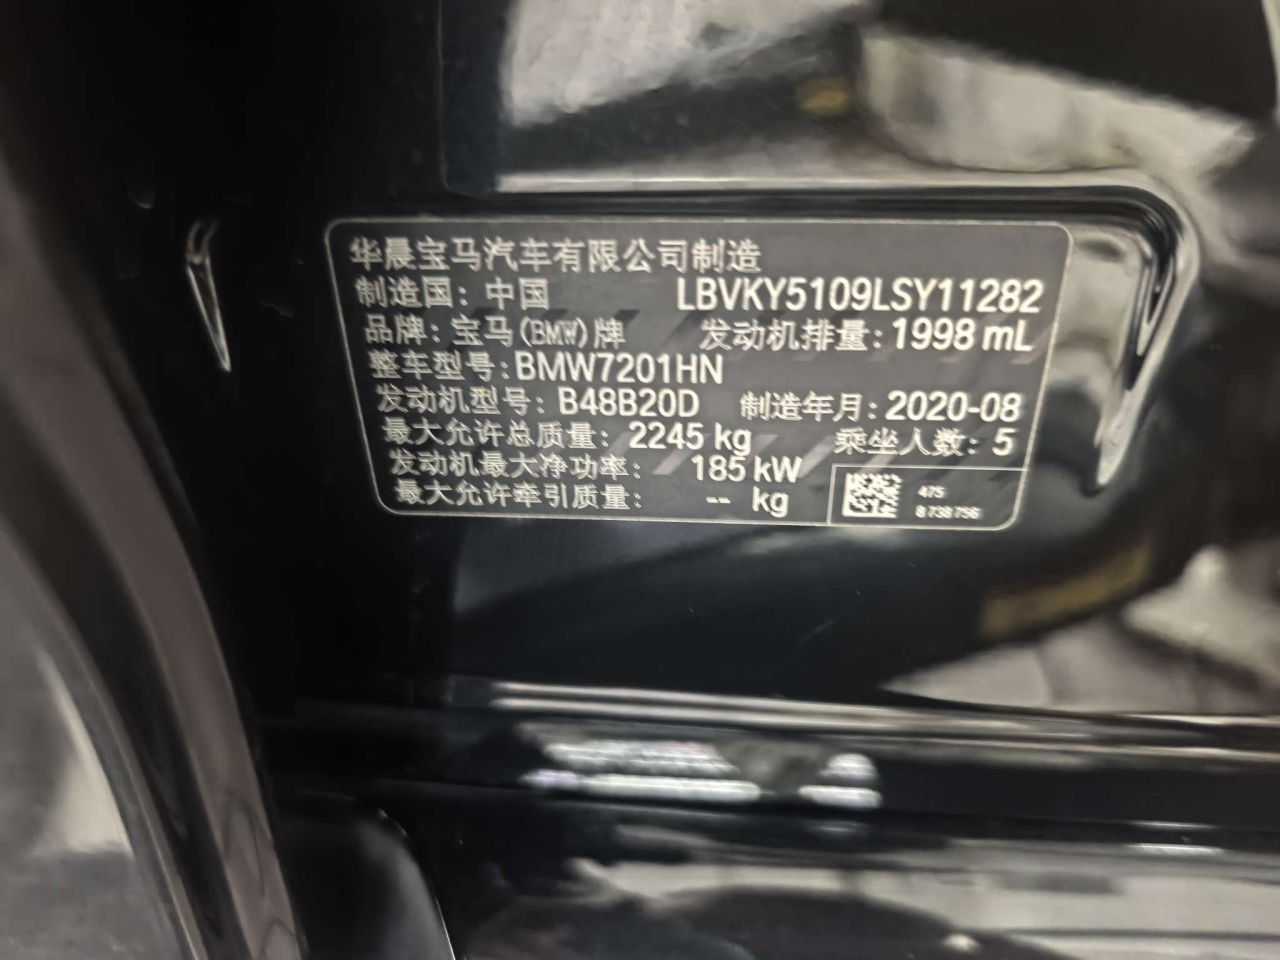 华晨宝马汽车有限公司制造
制造国：中国 LBVKY5109LSY11282
品牌：宝马(BMW)牌 发动机排量：1998 mL
整车型号：BMW7201HN
发动机型号：B48B20D 制造年月：2020-08
最大允许总质量：2245 kg 乘坐人数：5
发动机最大净功率：185 kW
最大允许牵引质量：-- kg
475
8 738 756